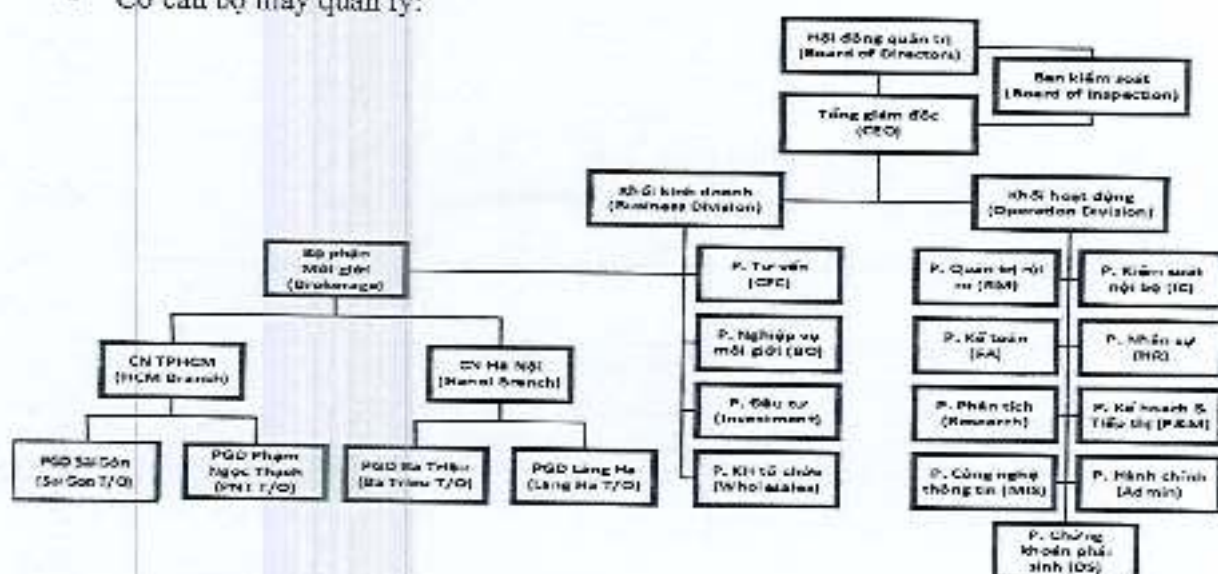 Cơ cấu bộ máy quản lý:
Hội đồng quản trị
(Board of Directors)
Ban kiểm soát
(Board of Inspection)
Tổng giám đốc
(CEO)
Khối kinh doanh
(Business Division)
Khối hoạt động
(Operation Division)
Bộ phận
Môi giới
(Brokerage)
P. Tư vấn
P. Quản trị rủi
ro (RM)
P. Kiểm soát
nội bộ (IC)
CN TPHCM
(HCM Branch)
CN Hà Nội
(Hanoi Branch)
P. Nghiệp vụ
môi giới (BO)
P. Kế toán
(FA)
P. Nhân sự
(HR)
P. Đầu tư
(Investment)
P. Phân tích
(Research)
P. Kế hoạch &
Tiếp thị (P&M)
PGD Sài Gòn
(Sai Gon T/O)
PGD Phạm
Ngọc Thạch
(PNT T/O)
PGD Bà Triệu
(Ba Trieu T/O)
PGD Láng Hạ
(Lang Ha T/O)
P. KH tổ chức
(Wholesales)
P. Công nghệ
thông tin (MIS)
P. Hành chính
(Admin)
P. Chứng
khoán phái
sinh (DS)